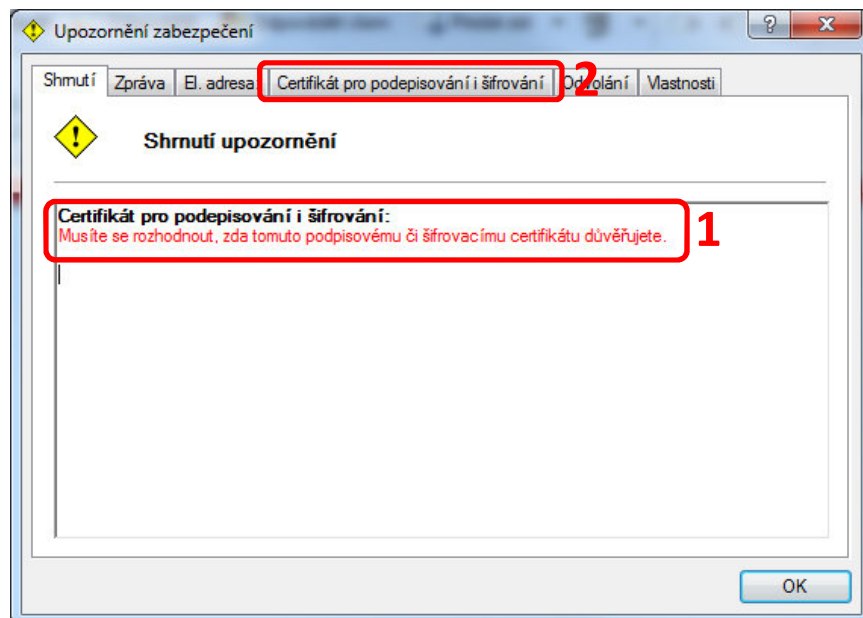 Upozornění zabezpečení
Shrnutí Zpráva El. adresa: Certifikát pro podepisování i šifrování 2 Odvolání Vlastnosti
Shrnutí upozornění
Certifikát pro podepisování i šifrování:
Musíte se rozhodnout, zda tomuto podpisovému či šifrovacímu certifikátu důvěřujete.
1
OK